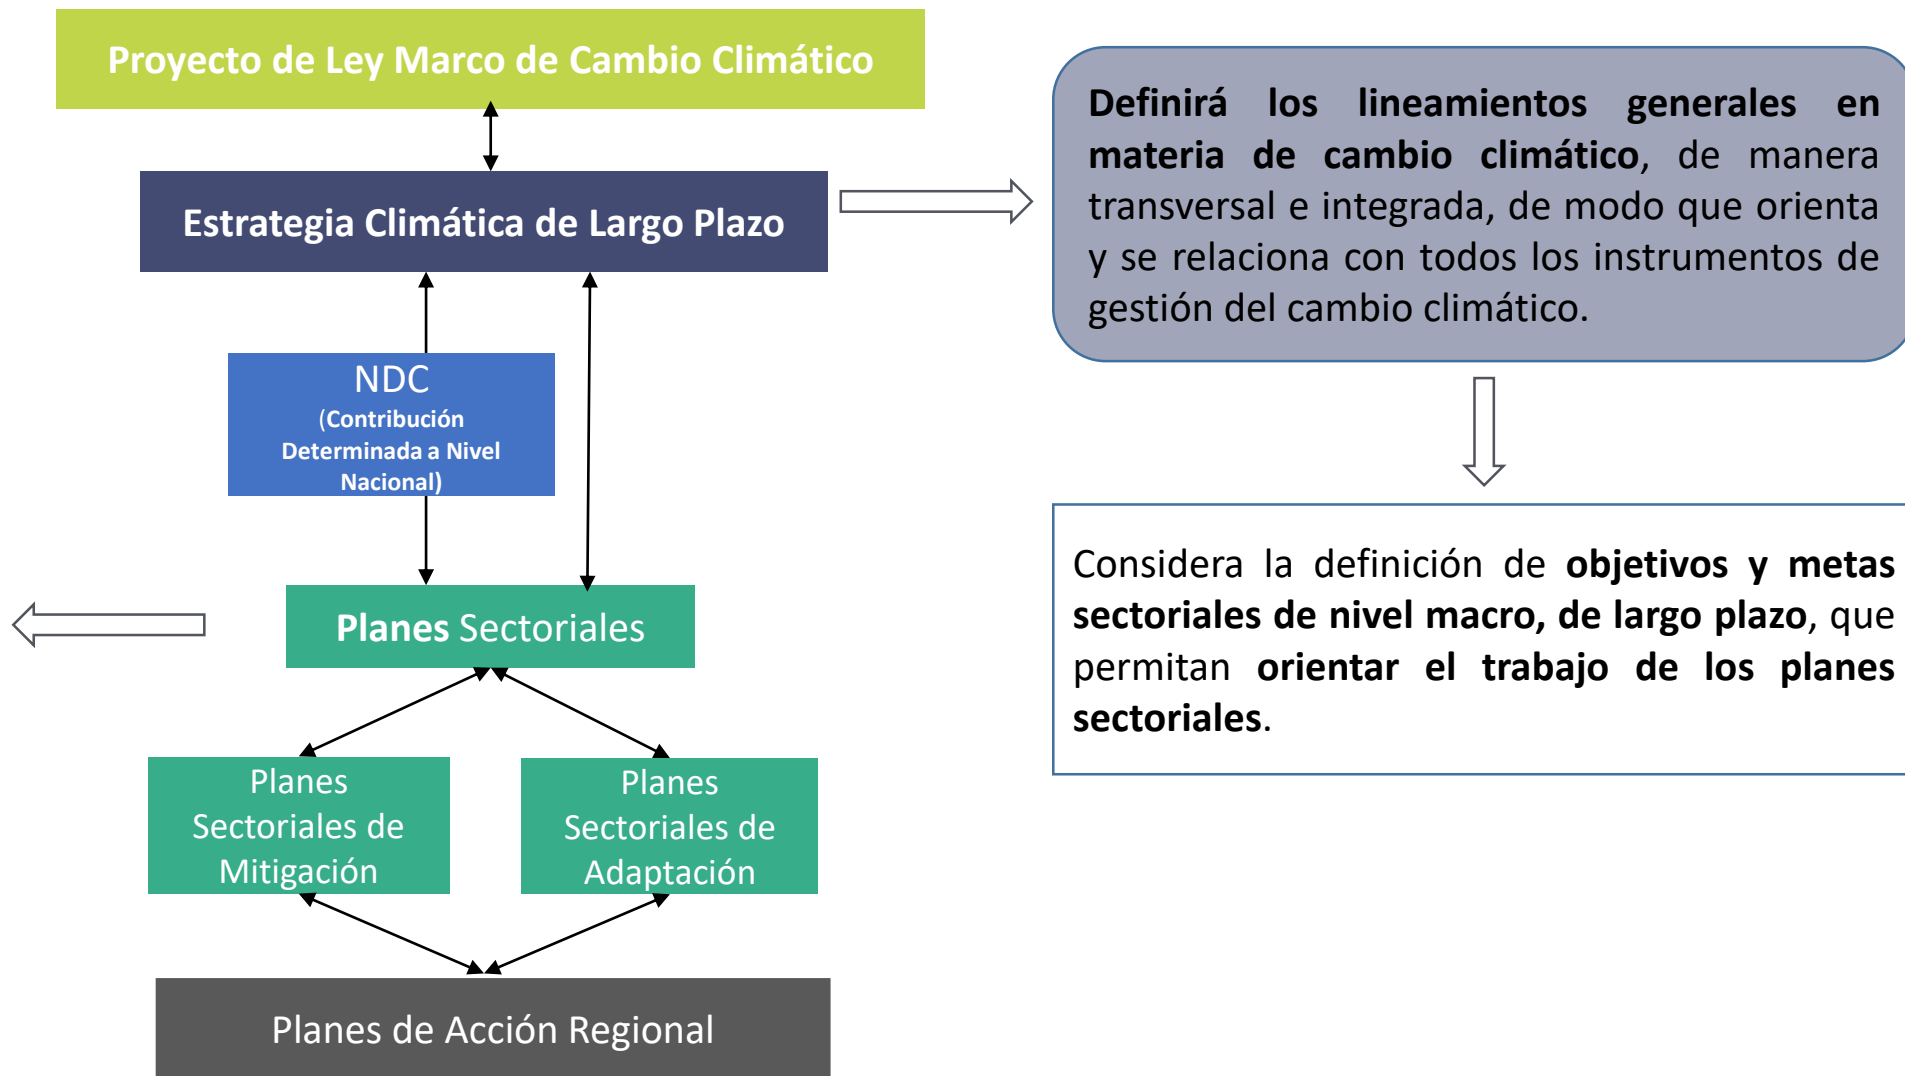 Proyecto de Ley Marco de Cambio Climático
Estrategia Climática de Largo Plazo
NDC
(Contribución
Determinada a Nivel
Nacional)
Planes Sectoriales
Planes
Sectoriales de
Mitigación
Planes
Sectoriales de
Adaptación
Planes de Acción Regional
Definirá los lineamientos generales en
materia de cambio climático, de manera
transversal e integrada, de modo que orienta
y se relaciona con todos los instrumentos de
gestión del cambio climático.
Considera la definición de objetivos y metas
sectoriales de nivel macro, de largo plazo, que
permitan orientar el trabajo de los planes
sectoriales.